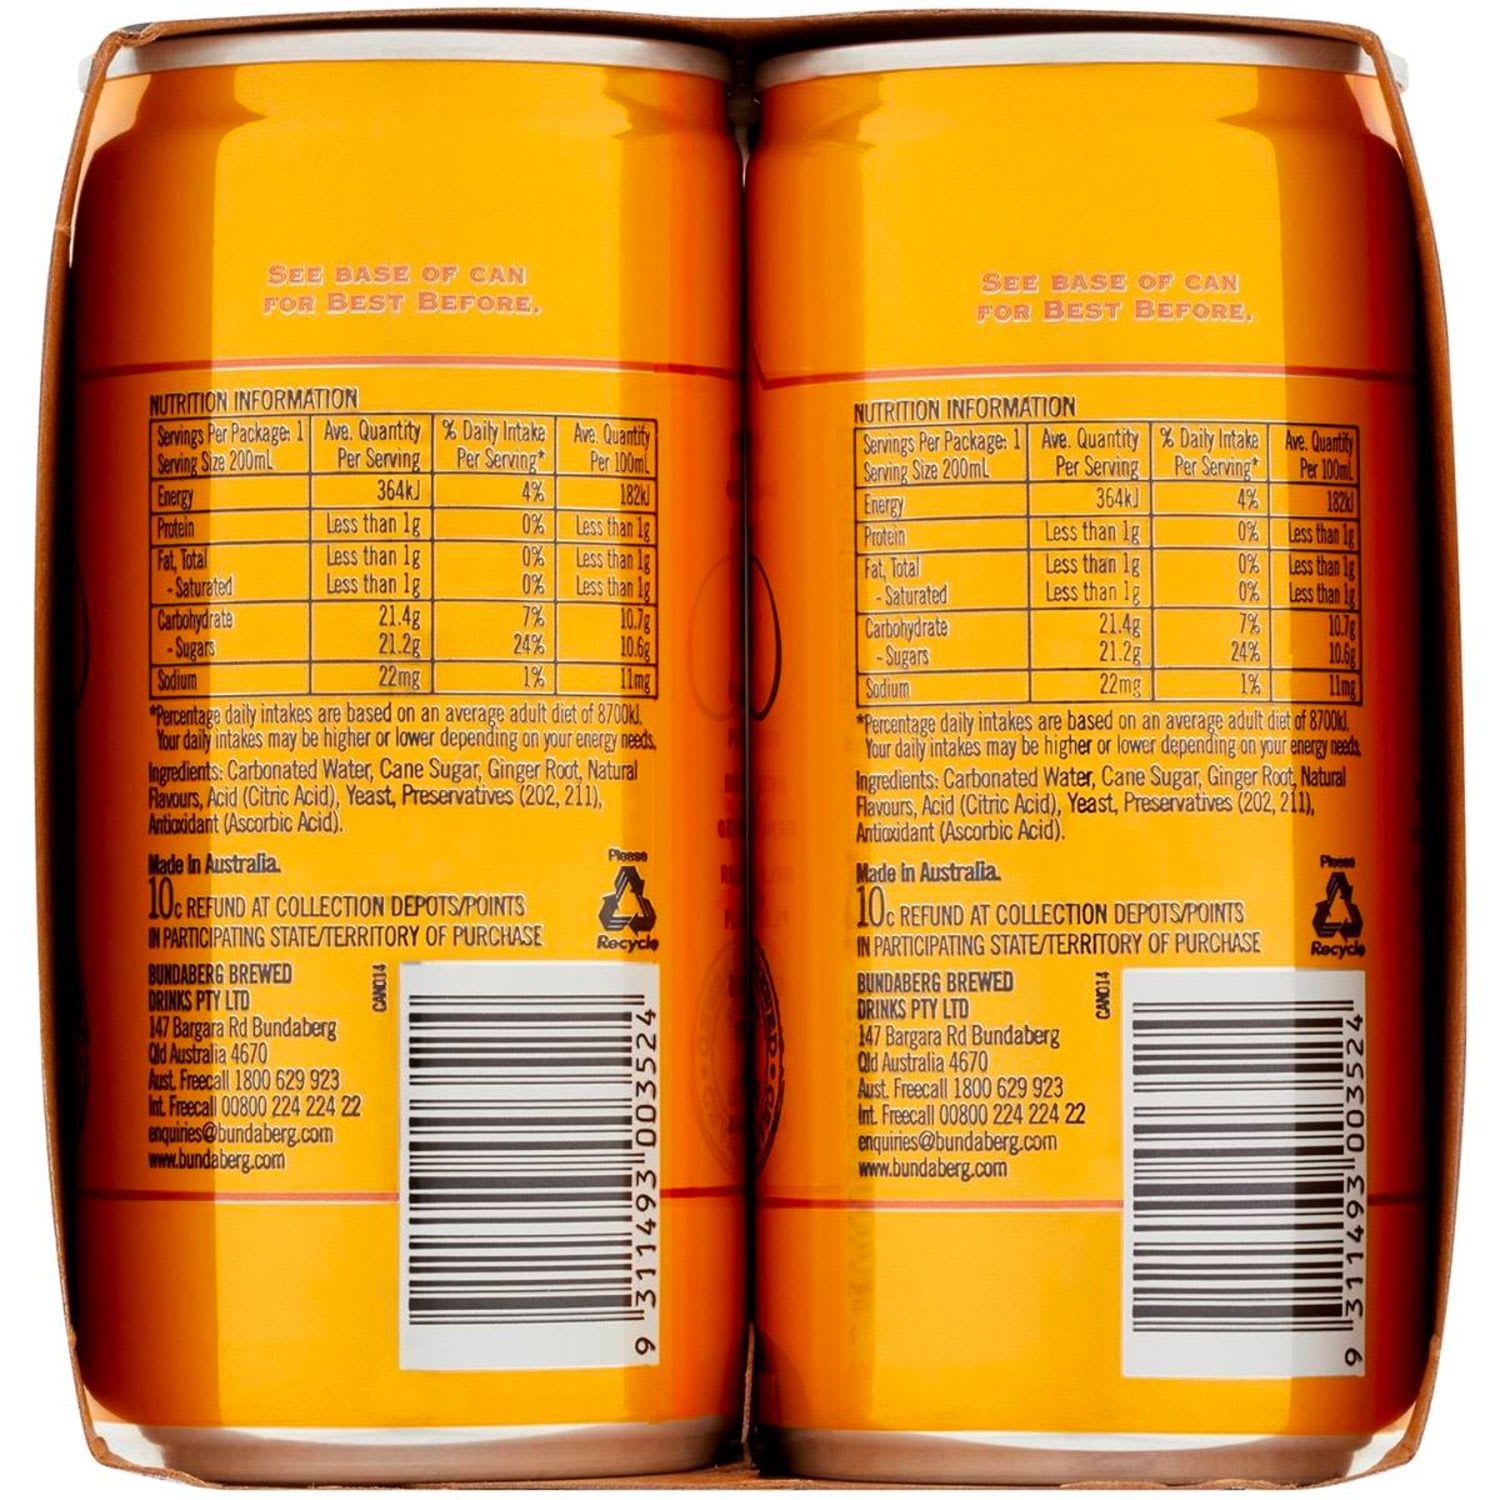 SEE BASE OF CAN
FOR BEST BEFORE.
NUTRITION INFORMATION
Servings Per Package: 1 Ave. Quantity % Daily Intake Ave. Quantity
Serving Size 200mL Per Serving Per Serving* Per 100mL
Energy 364kJ 4% 182kJ
Protein Less than 1g 0% Less than 1g
Fat, Total Less than 1g 0% Less than 1g
- Saturated Less than 1g 0% Less than 1g
Carbohydrate 21.4g 7% 10.7g
- Sugars 21.2g 24% 10.6g
Sodium 22mg 1% 11mg
*Percentage daily intakes are based on an average adult diet of 8700kJ.
Your daily intakes may be higher or lower depending on your energy needs.
Ingredients: Carbonated Water, Cane Sugar, Ginger Root, Natural
Flavours, Acid (Citric Acid), Yeast, Preservatives (202, 211),
Antioxidant (Ascorbic Acid).
Made in Australia.
10c REFUND AT COLLECTION DEPOTS/POINTS
IN PARTICIPATING STATE/TERRITORY OF PURCHASE
Please
Recycle
BUNDABERG BREWED
DRINKS PTY LTD
147 Bargara Rd Bundaberg
Qld Australia 4670
Aust. Freecall 1800 629 923
Int. Freecall 00800 224 224 22
enquiries@bundaberg.com
www.bundaberg.com
CAN014
9 311493 003524
SEE BASE OF CAN
FOR BEST BEFORE.
NUTRITION INFORMATION
Servings Per Package: 1 Ave. Quantity % Daily Intake Ave. Quantity
Serving Size 200mL Per Serving Per Serving* Per 100mL
Energy 364kJ 4% 182kJ
Protein Less than 1g 0% Less than 1g
Fat, Total Less than 1g 0% Less than 1g
- Saturated Less than 1g 0% Less than 1g
Carbohydrate 21.4g 7% 10.7g
- Sugars 21.2g 24% 10.6g
Sodium 22mg 1% 11mg
*Percentage daily intakes are based on an average adult diet of 8700kJ.
Your daily intakes may be higher or lower depending on your energy needs.
Ingredients: Carbonated Water, Cane Sugar, Ginger Root, Natural
Flavours, Acid (Citric Acid), Yeast, Preservatives (202, 211),
Antioxidant (Ascorbic Acid).
Made in Australia.
10c REFUND AT COLLECTION DEPOTS/POINTS
IN PARTICIPATING STATE/TERRITORY OF PURCHASE
Please
Recycle
BUNDABERG BREWED
DRINKS PTY LTD
147 Bargara Rd Bundaberg
Qld Australia 4670
Aust. Freecall 1800 629 923
Int. Freecall 00800 224 224 22
enquiries@bundaberg.com
www.bundaberg.com
CAN014
9 311493 003524